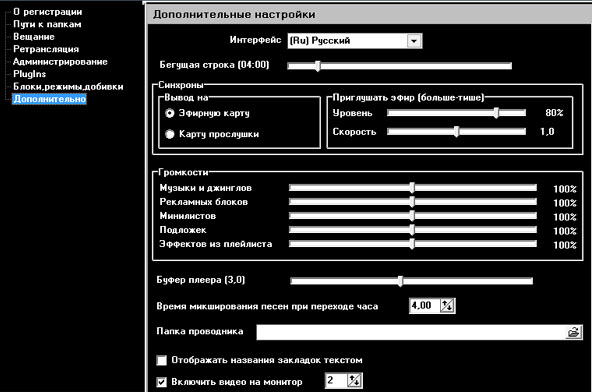 О регистрации
Пути к папкам
Вещание
Ретрансляция
Администрирование
PlugIns
Блоки,режимы,добивки
Дополнительно
Дополнительные настройки
Интерфейс (Ru) Русский
Бегущая строка (04:00)
Синхроны
Вывод на
Эфирную карту
Карту прослушки
Приглушать эфир (больше-тише)
Уровень 80%
Скорость 1,0
Громкости
Музыки и джинглов 100%
Рекламных блоков 100%
Минилистов 100%
Подложек 100%
Эффектов из плейлиста 100%
Буфер плеера (3,0)
Время микширования песен при переходе часа 4,00
Папка проводника
Отображать названия закладок текстом
Включить видео на монитор 2